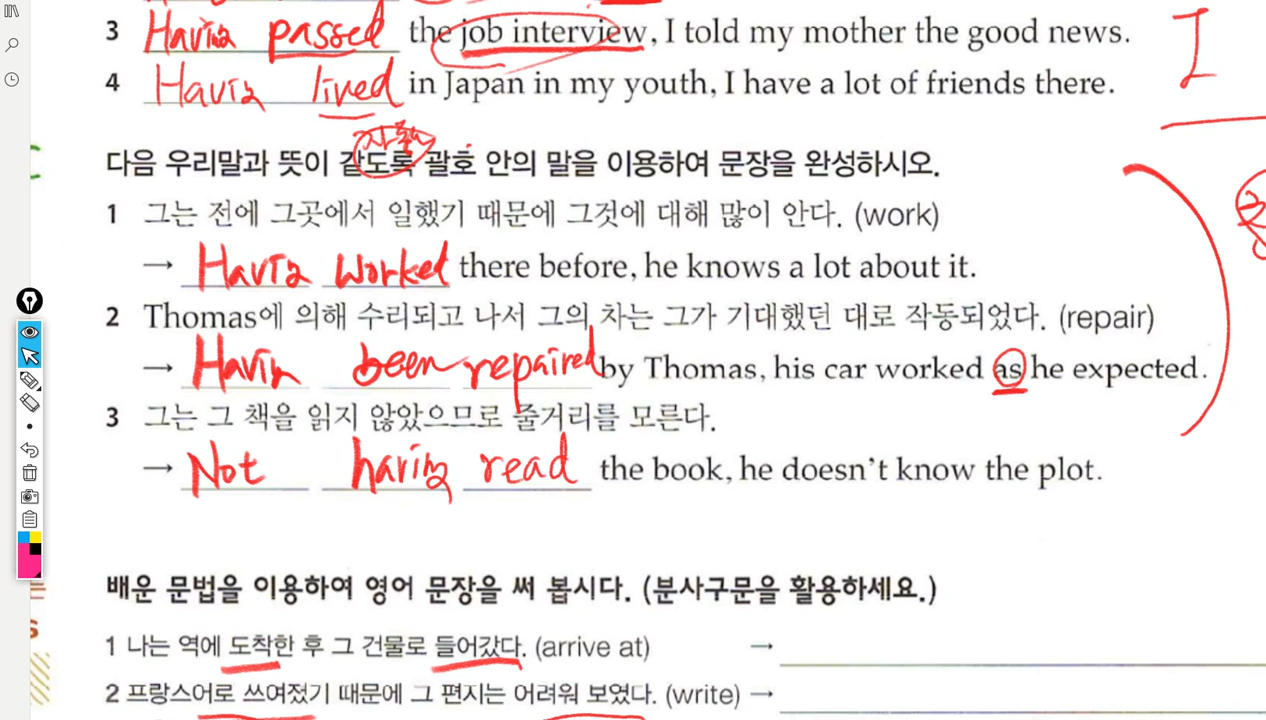 3 Having passed the job interview, I told my mother the good news.
4 Having lived in Japan in my youth, I have a lot of friends there.
다음 우리말과 뜻이 같도록 괄호 안의 말을 이용하여 문장을 완성하시오.
1 그는 전에 그곳에서 일했기 때문에 그것에 대해 많이 안다. (work)
→ Having worked there before, he knows a lot about it.
2 Thomas에 의해 수리되고 나서 그의 차는 그가 기대했던 대로 작동되었다. (repair)
→ Having been repaired by Thomas, his car worked as he expected.
3 그는 그 책을 읽지 않았으므로 줄거리를 모른다.
→ Not having read the book, he doesn't know the plot.
배운 문법을 이용하여 영어 문장을 써 봅시다. (분사구문을 활용하세요.)
1 나는 역에 도착한 후 그 건물로 들어갔다. (arrive at) →
2 프랑스어로 쓰여졌기 때문에 그 편지는 어려워 보였다. (write) →